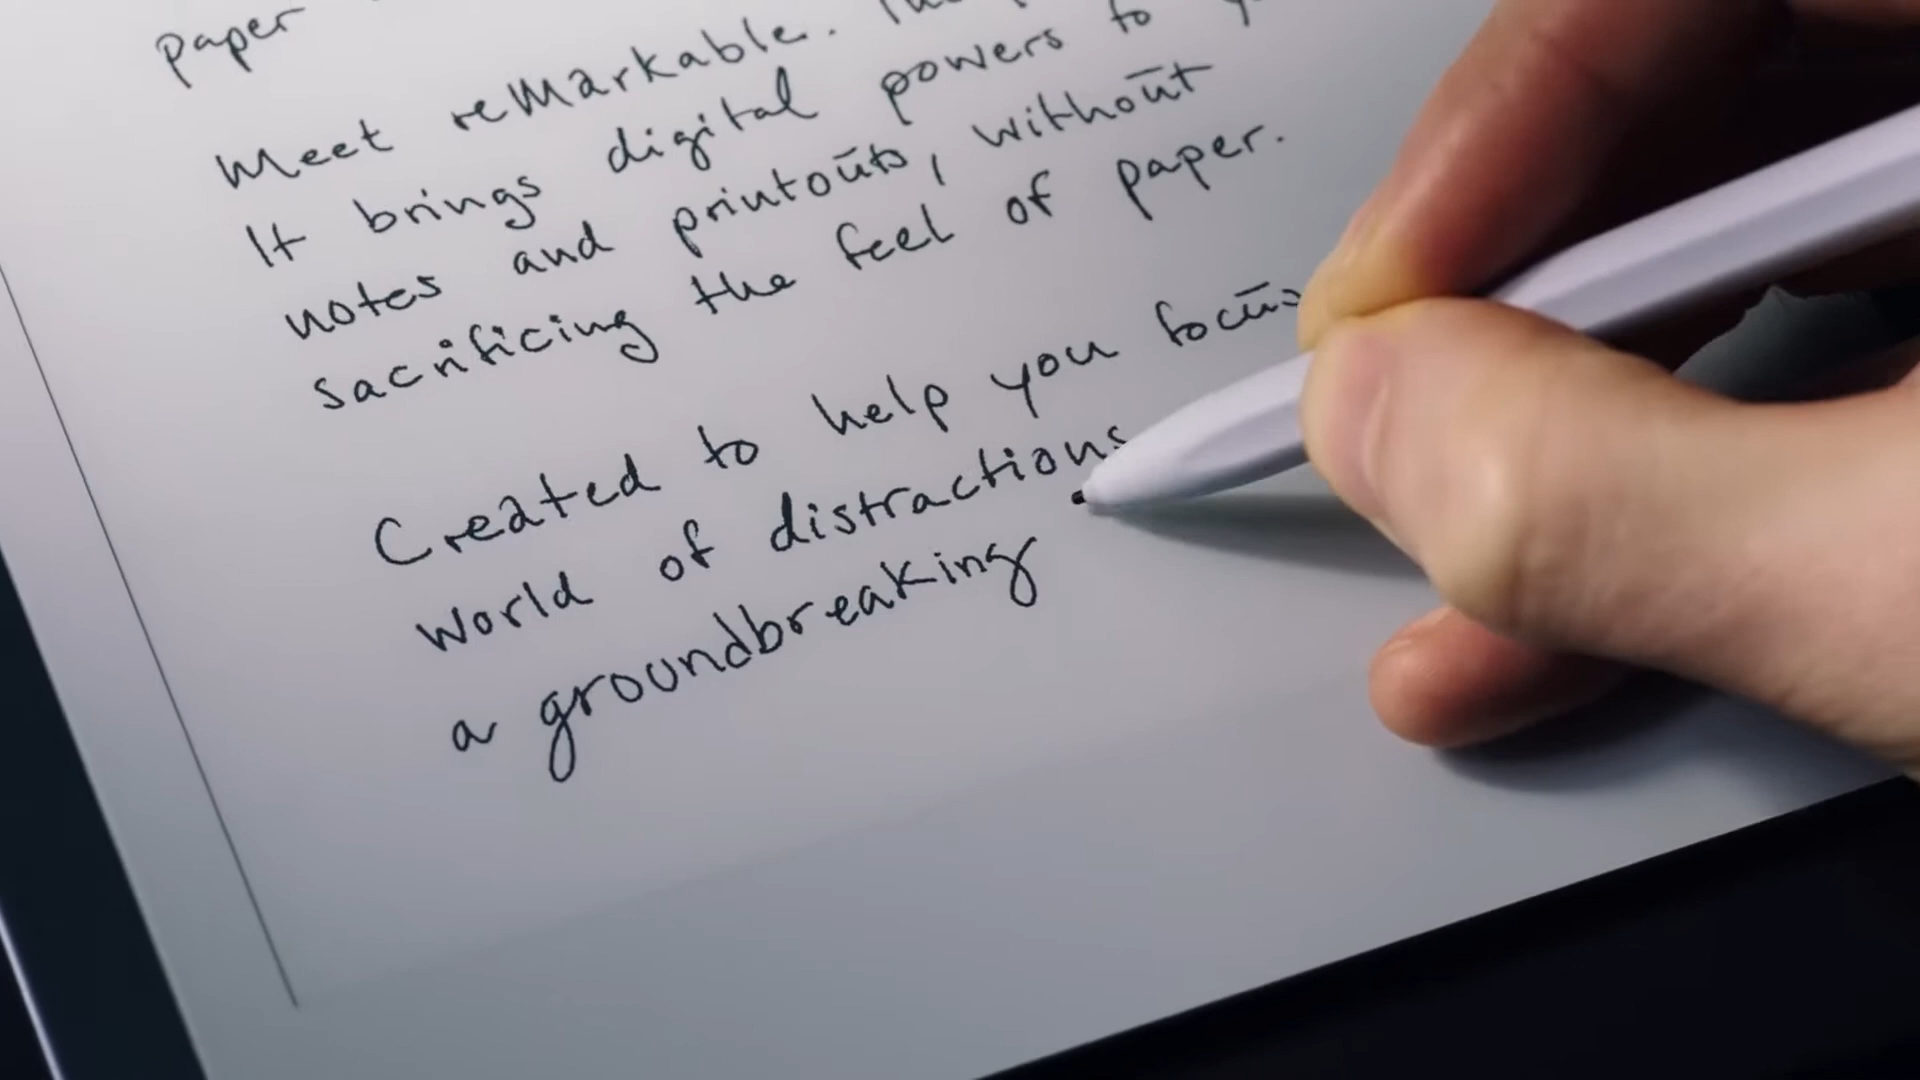 Paper
Meet reMarkable.
It brings digital powers to
notes and printouts, without
sacrificing the feel of paper.
Created to help you focus
world of distractions
a groundbreaking